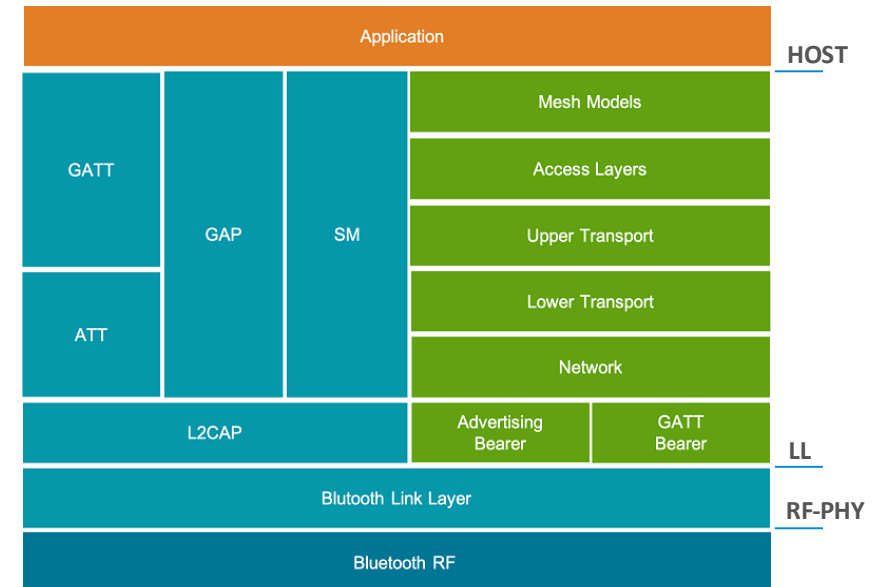 Application
HOST
Mesh Models
GATT
Access Layers
GAP
SM
Upper Transport
Lower Transport
ATT
Network
L2CAP
Advertising
Bearer
GATT
Bearer
LL
Blutooth Link Layer
RF-PHY
Bluetooth RF